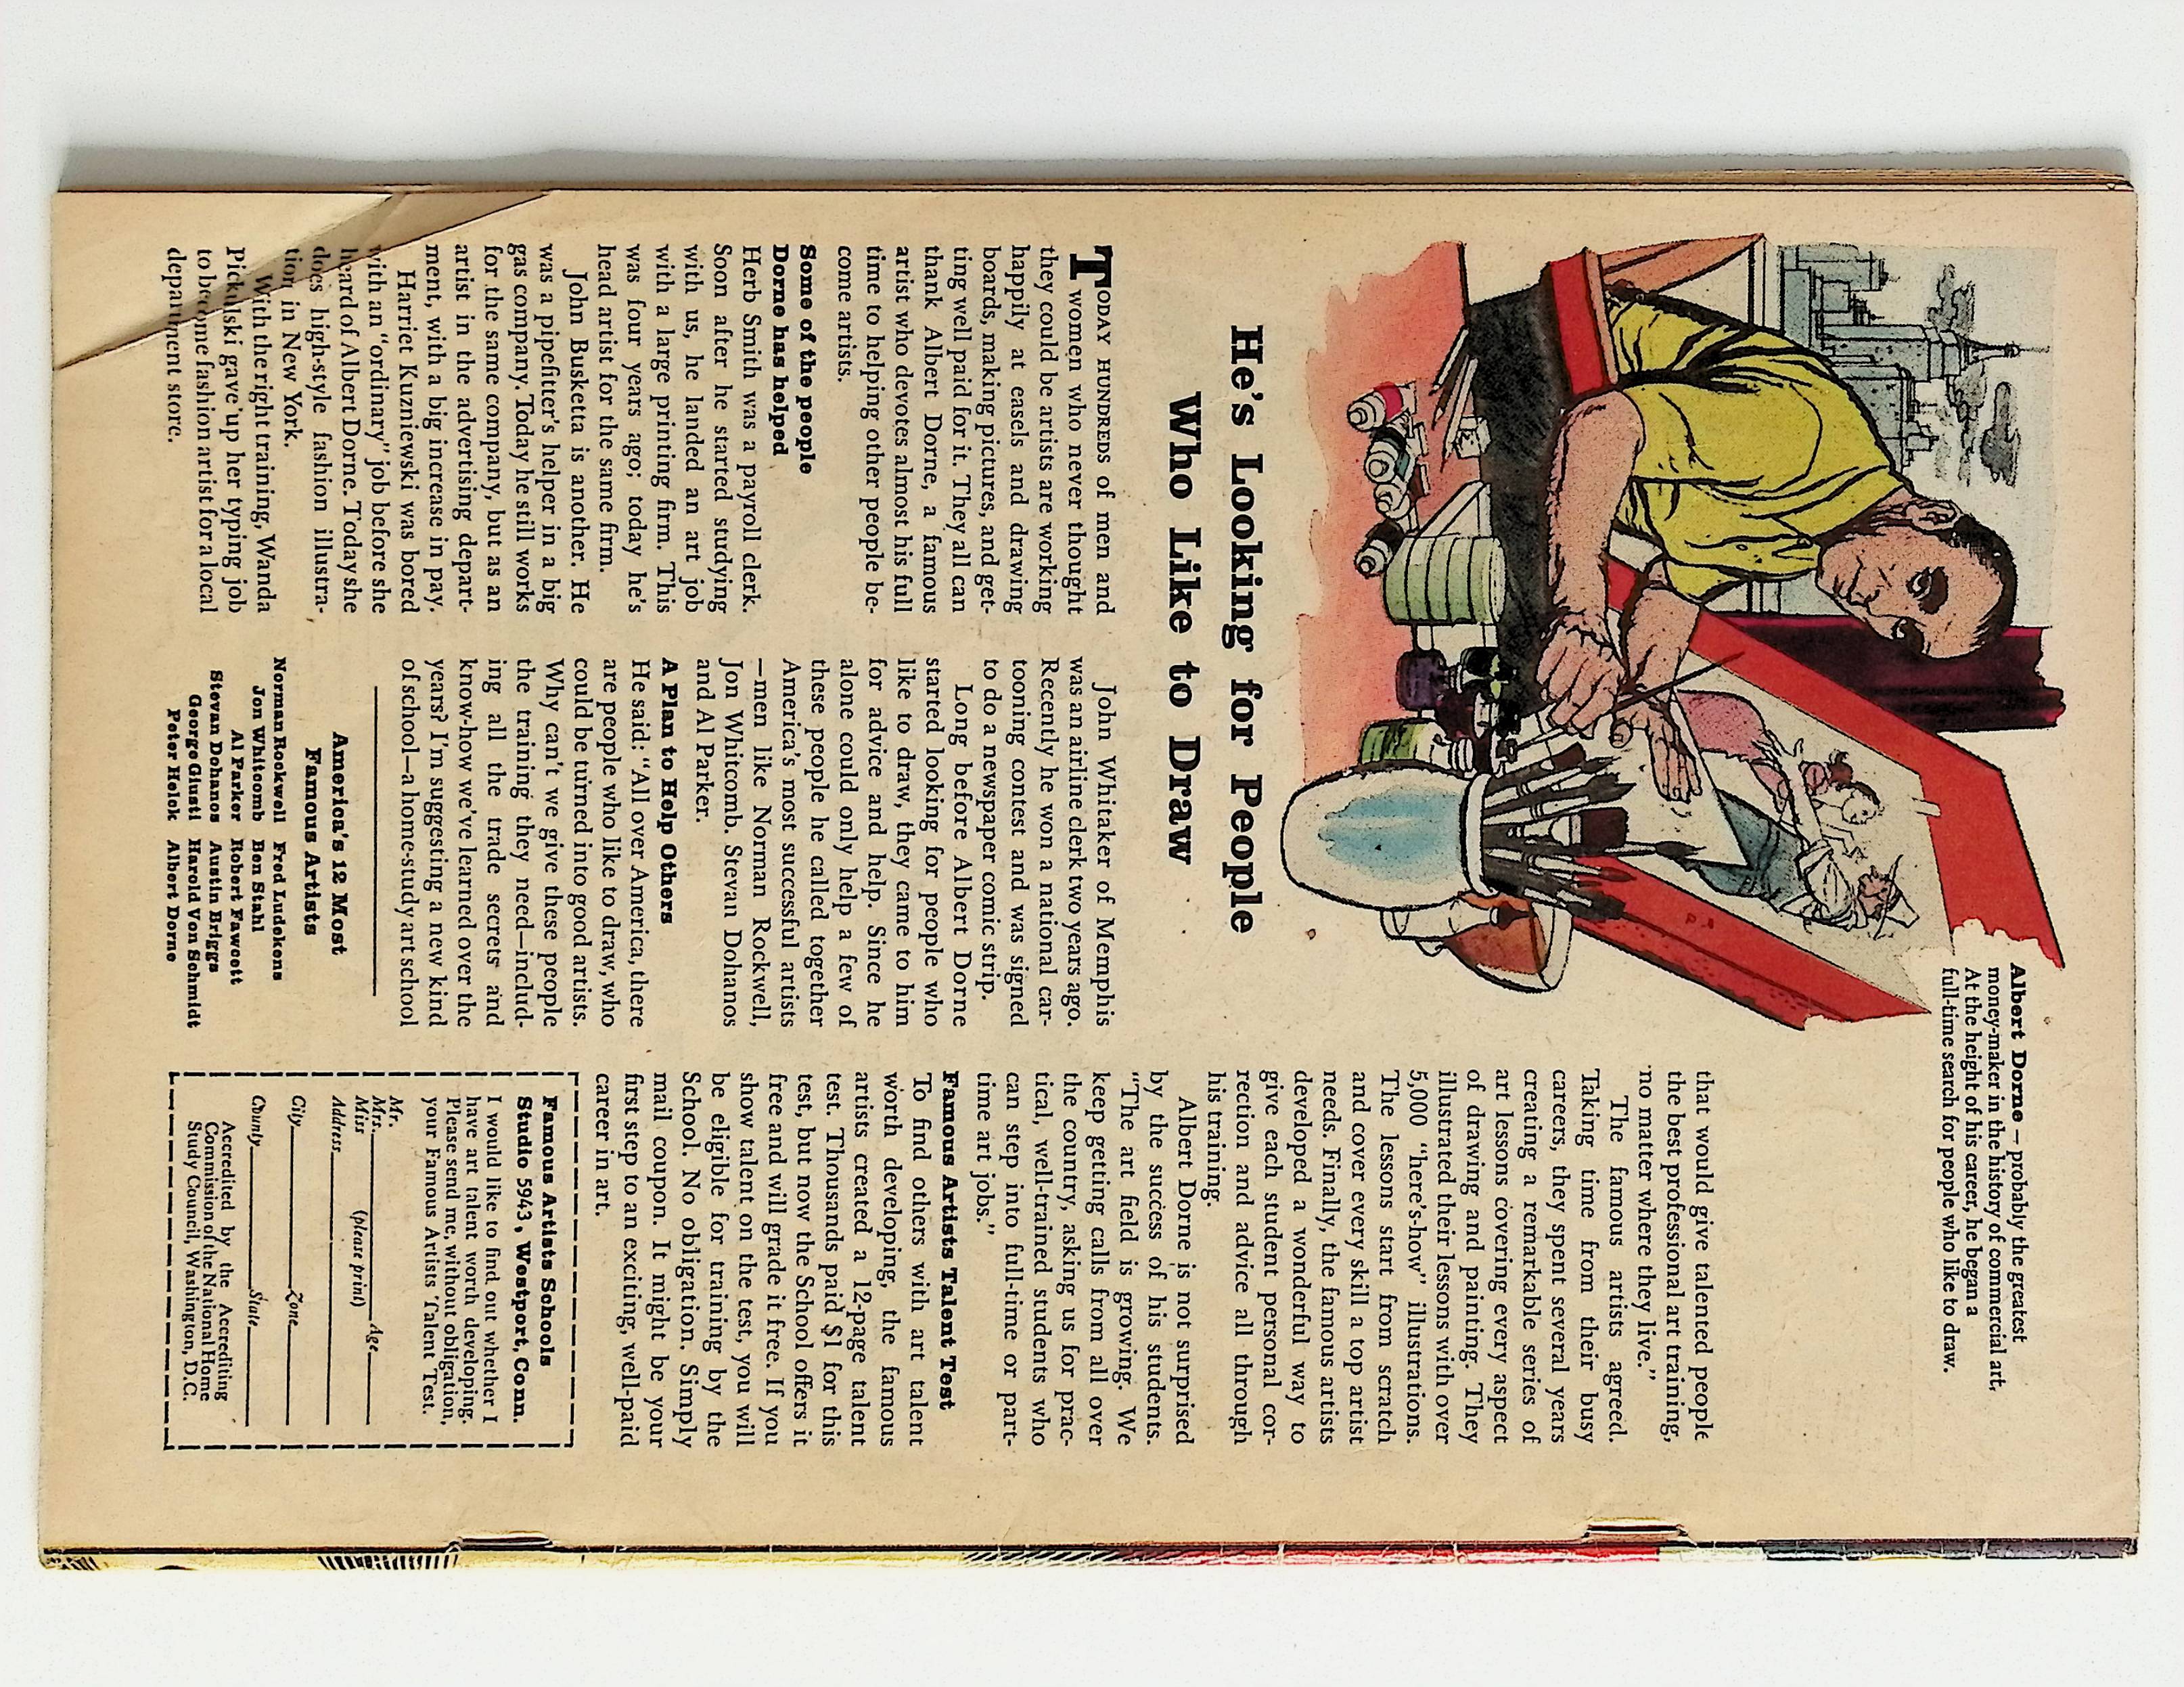 Albert Dorne – probably the greatest
money-maker in the history of commercial art,
At the height of his career, he began a
full-time search for people who like to draw.
He's Looking for People
Who Like to Draw
TODAY HUNDREDS of men and
women who never thought
they could be artists are working
happily at easels and drawing
boards, making pictures, and get-
ting well paid for it. They all can
thank Albert Dorne, a famous
artist who devotes almost his full
time to helping other people be-
come artists.
Some of the people
Dorne has helped
Herb Smith was a payroll clerk.
Soon after he started studying
with us, he landed an art job
with a large printing firm. This
was four years ago; today he's
head artist for the same firm.
John Busketta is another. He
was a pipefitter's helper in a big
gas company. Today he still works
for the same company, but as an
artist in the advertising depart-
ment, with a big increase in pay.
Harriet Kuzniewski was bored
with an "ordinary" job before she
heard of Albert Dorne. Today she
does high-style fashion illustra-
tion in New York.
With the right training, Wanda
Pickulski gave up her typing job
to become fashion artist for a local
department store.
John Whitaker of Memphis
was an airline clerk two years ago.
Recently he won a national car-
tooning contest and was signed
to do a newspaper comic strip.
Long before Albert Dorne
started looking for people who
like to draw, they came to him
for advice and help. Since he
alone could only help a few of
these people he called together
America's most successful artists
—men like Norman Rockwell,
Jon Whitcomb, Stevan Dohanos
and Al Parker.
A Plan to Help Others
He said: "All over America, there
are people who like to draw, who
could be turned into good artists.
Why can't we give these people
the training they need—includ-
ing all the trade secrets and
know-how we've learned over the
years? I'm suggesting a new kind
of school—a home-study art school
America's 12 Most
Famous Artists
Norman Rockwell Fred Ludekens
Jon Whitcomb Ben Stahl
Al Parker Robert Fawcett
Stevan Dohanos Austin Briggs
George Giusti Harold Von Schmidt
Peter Helck Albert Dorne
that would give talented people
the best professional art training,
no matter where they live."
The famous artists agreed.
Taking time from their busy
careers, they spent several years
creating a remarkable series of
art lessons covering every aspect
of drawing and painting. They
illustrated their lessons with over
5,000 "here's-how" illustrations.
The lessons start from scratch
and cover every skill a top artist
needs. Finally, the famous artists
developed a wonderful way to
give each student personal cor-
rection and advice all through
his training.
Albert Dorne is not surprised
by the success of his students.
"The art field is growing. We
keep getting calls from all over
the country, asking us for prac-
tical, well-trained students who
can step into full-time or part-
time art jobs."
Famous Artists Talent Test
To find others with art talent
worth developing, the famous
artists created a 12-page talent
test. Thousands paid $1 for this
test, but now the School offers it
free and will grade it free. If you
show talent on the test, you will
be eligible for training by the
School. No obligation. Simply
mail coupon. It might be your
first step to an exciting, well-paid
career in art.
Famous Artists Schools
Studio 5943, Westport, Conn.
I would like to find out whether I
have art talent worth developing.
Please send me, without obligation,
your Famous Artists Talent Test.
Mr.
Mrs. Age
Miss (please print)
Address
City Zone
County State
Accredited by the Accrediting
Commission of the National Home
Study Council, Washington, D.C.